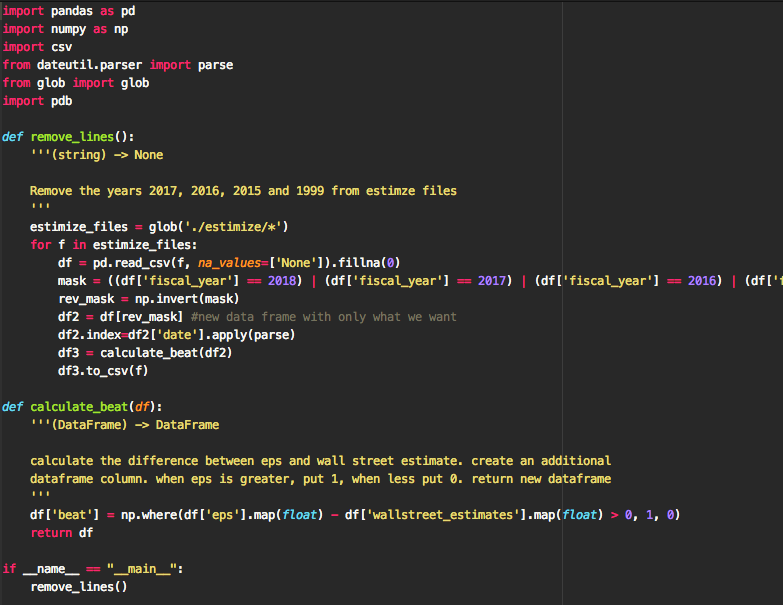 import pandas as pd
import numpy as np
import csv
from dateutil.parser import parse
from glob import glob
import pdb

def remove_lines():
    '''(string) -> None

    Remove the years 2017, 2016, 2015 and 1999 from estimze files
    '''
    estimize_files = glob('./estimize/*')
    for f in estimize_files:
        df = pd.read_csv(f, na_values=['None']).fillna(0)
        mask = ((df['fiscal_year'] == 2018) | (df['fiscal_year'] == 2017) | (df['fiscal_year'] == 2016) | (df['f
        rev_mask = np.invert(mask)
        df2 = df[rev_mask] #new data frame with only what we want
        df2.index=df2['date'].apply(parse)
        df3 = calculate_beat(df2)
        df3.to_csv(f)

def calculate_beat(df):
    '''(DataFrame) -> DataFrame

    calculate the difference between eps and wall street estimate. create an additional
    dataframe column. when eps is greater, put 1, when less put 0. return new dataframe
    '''
    df['beat'] = np.where(df['eps'].map(float) - df['wallstreet_estimates'].map(float) > 0, 1, 0)
    return df

if __name__ == "__main__":
    remove_lines()